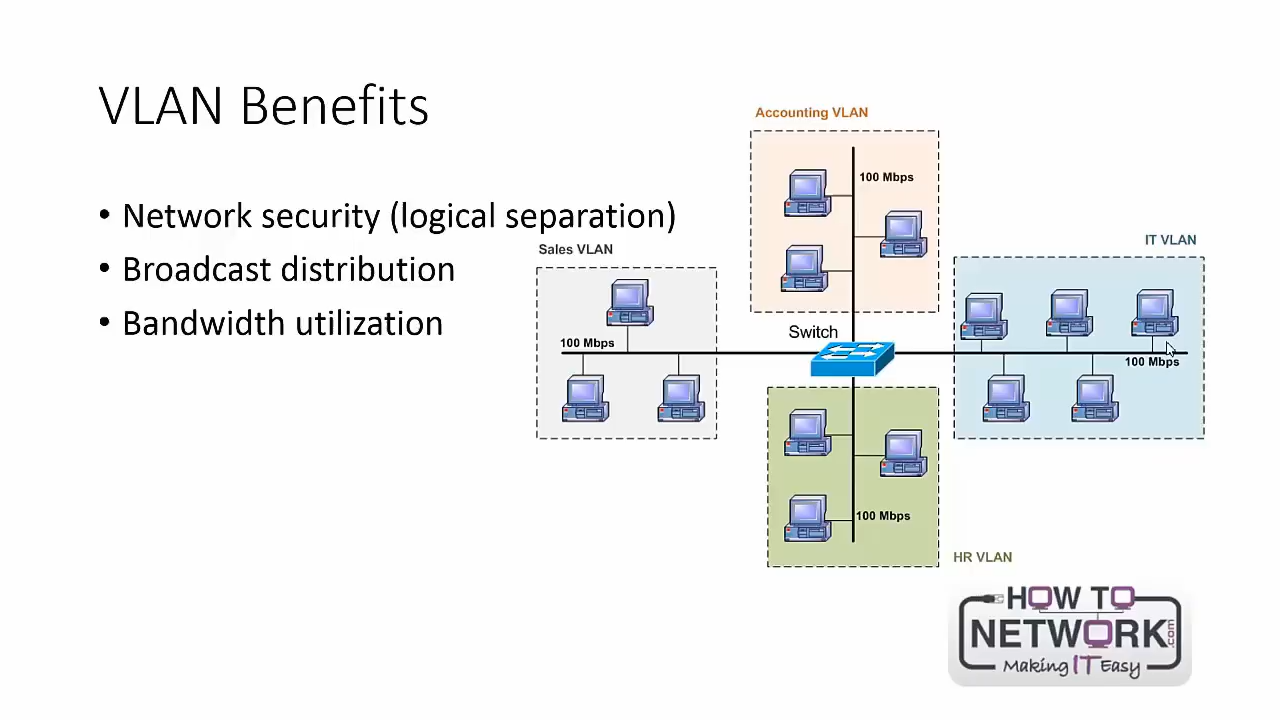 VLAN Benefits
• Network security (logical separation)
• Broadcast distribution
• Bandwidth utilization
Accounting VLAN
100 Mbps
Sales VLAN
100 Mbps
Switch
IT VLAN
100 Mbps
100 Mbps
HR VLAN
HOW TO
NETWORK.com
Making IT Easy